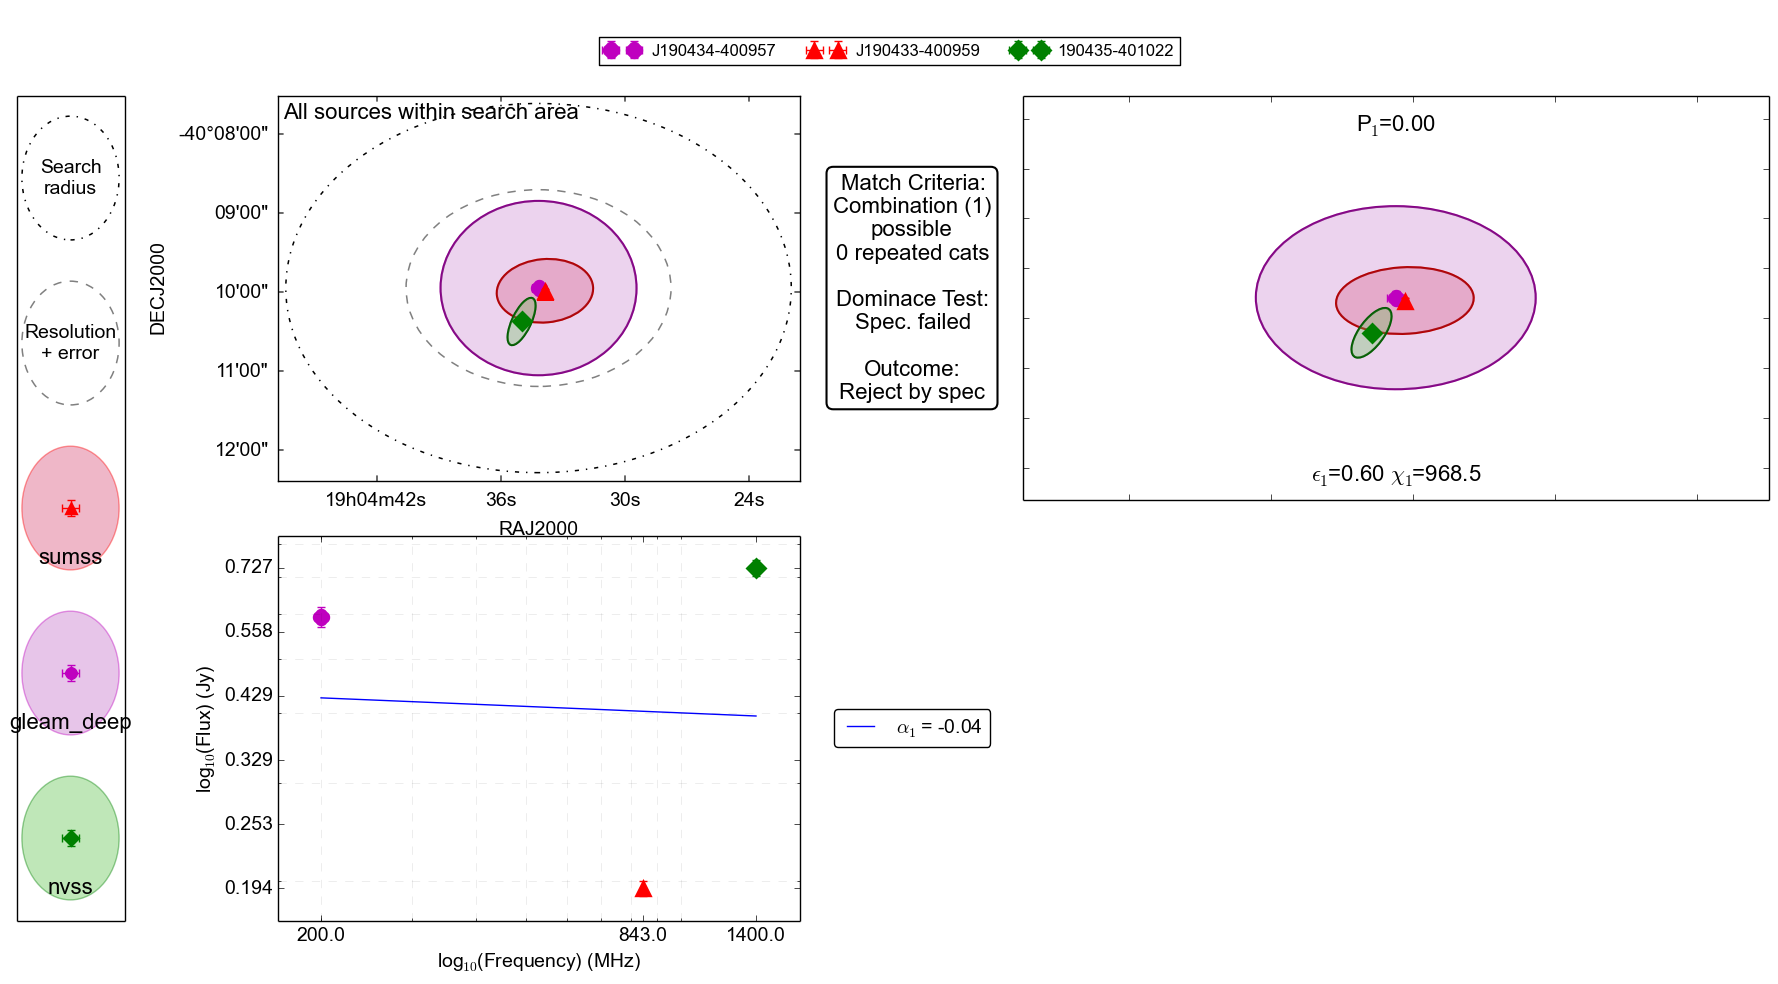 J190434-400957
J190433-400959
190435-401022
Search
radius
Resolution
+ error
sumss
gleam_deep
nvss
All sources within search area
DECJ2000
-40°08'00"
09'00"
10'00"
11'00"
12'00"
19h04m42s
36s
30s
24s
RAJ2000
Match Criteria:
Combination (1)
possible
0 repeated cats
Dominace Test:
Spec. failed
Outcome:
Reject by spec
P₁=0.00
ϵ₁=0.60 χ₁=968.5
log₁₀(Flux) (Jy)
0.727
0.558
0.429
0.329
0.253
0.194
200.0
843.0
1400.0
log₁₀(Frequency) (MHz)
α₁ = -0.04